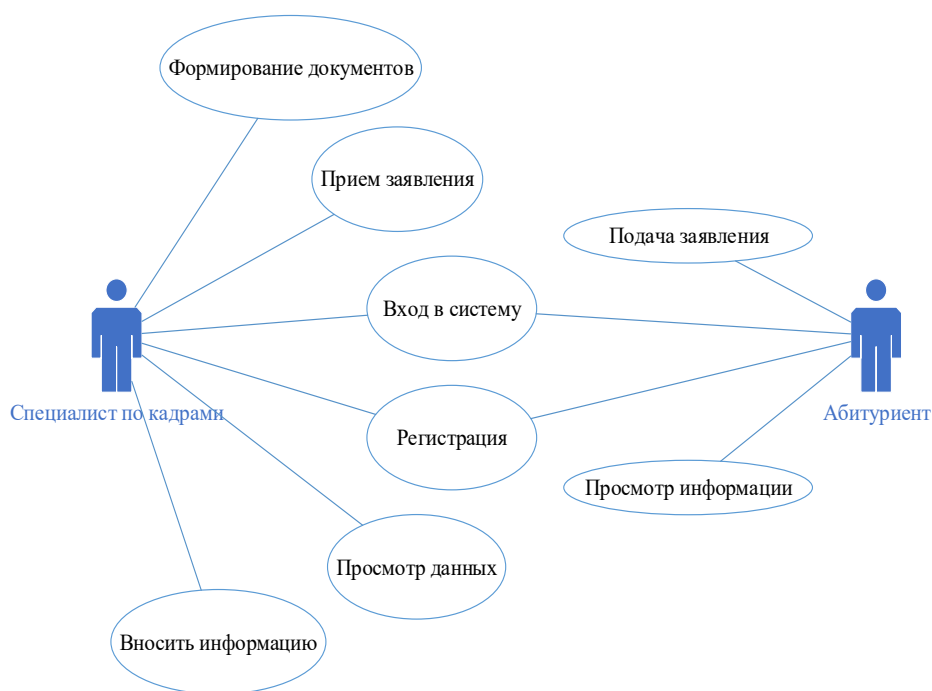 Формирование документов
Прием заявления
Подача заявления
Вход в систему
Специалист по кадрами
Абитуриент
Регистрация
Просмотр информации
Просмотр данных
Вносить информацию